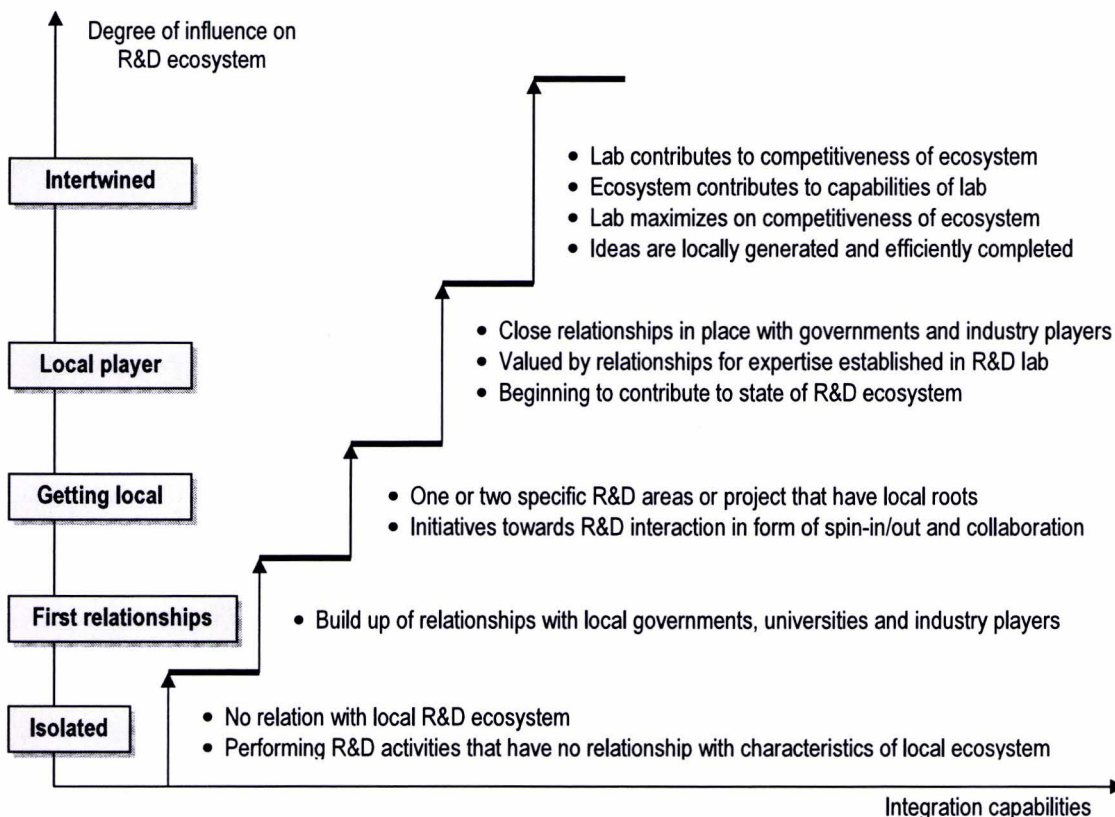 Degree of influence on
R&D ecosystem
Intertwined
• Lab contributes to competitiveness of ecosystem
• Ecosystem contributes to capabilities of lab
• Lab maximizes on competitiveness of ecosystem
• Ideas are locally generated and efficiently completed
Local player
• Close relationships in place with governments and industry players
• Valued by relationships for expertise established in R&D lab
• Beginning to contribute to state of R&D ecosystem
Getting local
• One or two specific R&D areas or project that have local roots
• Initiatives towards R&D interaction in form of spin-in/out and collaboration
First relationships
• Build up of relationships with local governments, universities and industry players
Isolated
• No relation with local R&D ecosystem
• Performing R&D activities that have no relationship with characteristics of local ecosystem
Integration capabilities